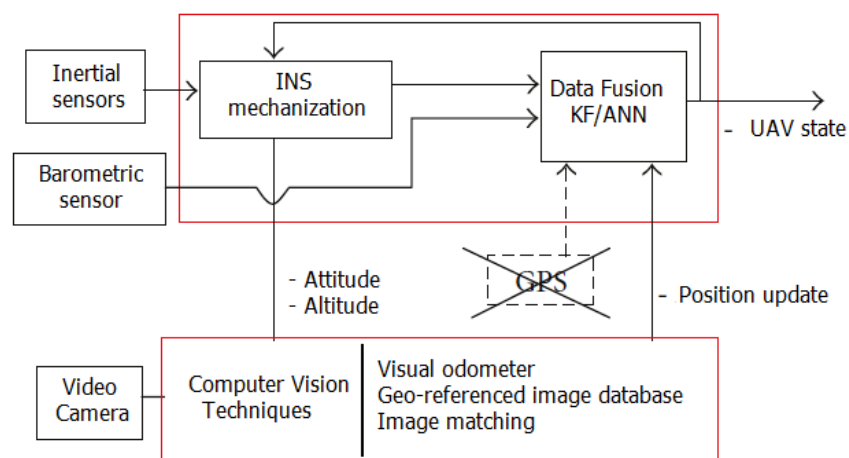 Inertial
sensors
INS
mechanization
Data Fusion
KF/ANN
- UAV state
Barometric
sensor
- Attitude
- Altitude
GPS
- Position update
Video
Camera
Computer Vision
Techniques
Visual odometer
Geo-referenced image database
Image matching